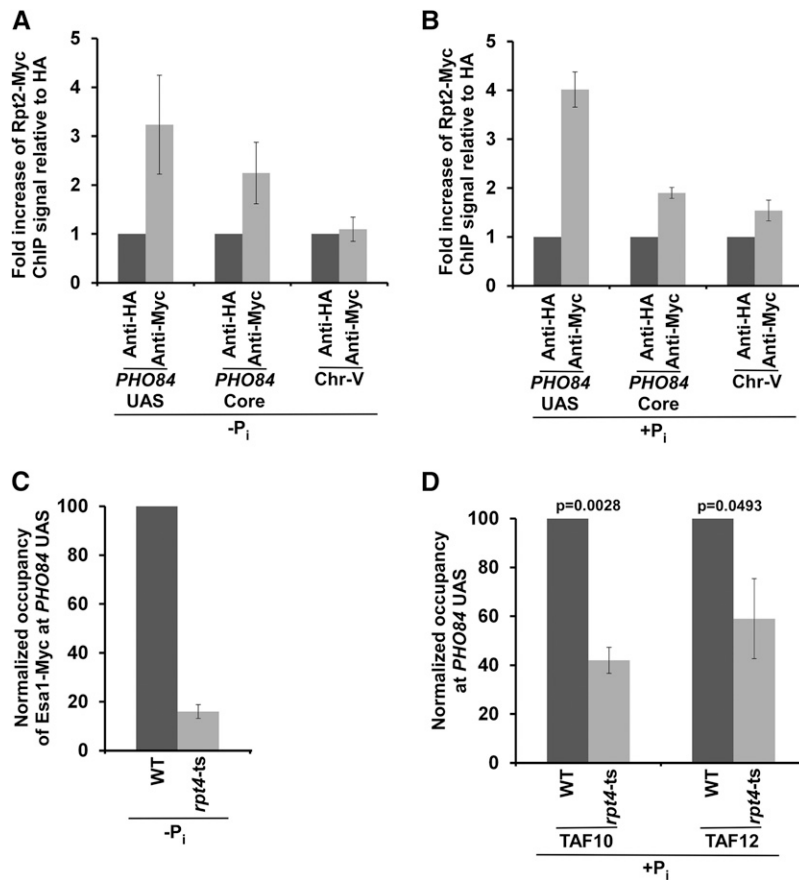 A
Fold increase of Rpt2-Myc
ChIP signal relative to HA
5
4
3
2
1
0
Anti-HA
Anti-Myc
Anti-HA
Anti-Myc
Anti-HA
Anti-Myc
PHO84
UAS
PHO84
Core
Chr-V
-Pi
B
Fold increase of Rpt2-Myc
ChIP signal relative to HA
5
4
3
2
1
0
Anti-HA
Anti-Myc
Anti-HA
Anti-Myc
Anti-HA
Anti-Myc
PHO84
UAS
PHO84
Core
Chr-V
+Pi
C
Normalized occupancy
of Esa1-Myc at PHO84 UAS
100
80
60
40
20
0
WT
rpt4-ts
-Pi
D
Normalized occupancy
at PHO84 UAS
100
80
60
40
20
0
p=0.0028
p=0.0493
WT
rpt4-ts
WT
rpt4-ts
TAF10
TAF12
+Pi